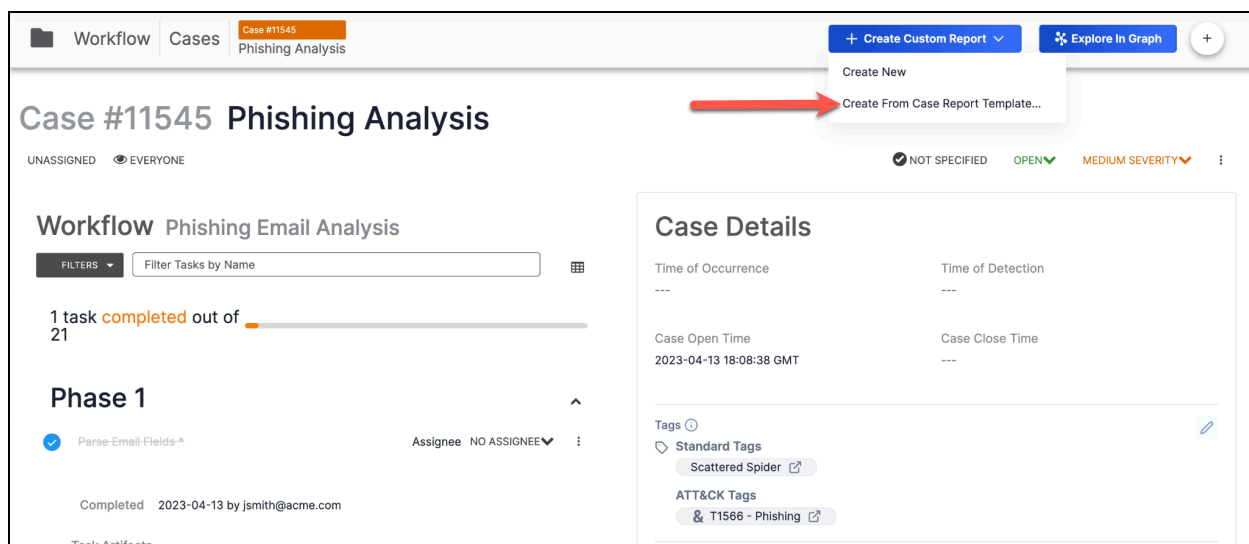 Workflow
Cases
Case #11545
Phishing Analysis
+ Create Custom Report
Explore In Graph
+
Create New
Create From Case Report Template...
Case #11545 Phishing Analysis
UNASSIGNED
EVERYONE
NOT SPECIFIED
OPEN
MEDIUM SEVERITY
Workflow Phishing Email Analysis
FILTERS
Filter Tasks by Name
1 task completed out of
21
Phase 1
Parse Email Fields *
Assignee NO ASSIGNEE
Completed 2023-04-13 by jsmith@acme.com
Task Artifacts
Case Details
Time of Occurrence
---
Time of Detection
---
Case Open Time
2023-04-13 18:08:38 GMT
Case Close Time
---
Tags
Standard Tags
Scattered Spider
ATT&CK Tags
& T1566 - Phishing